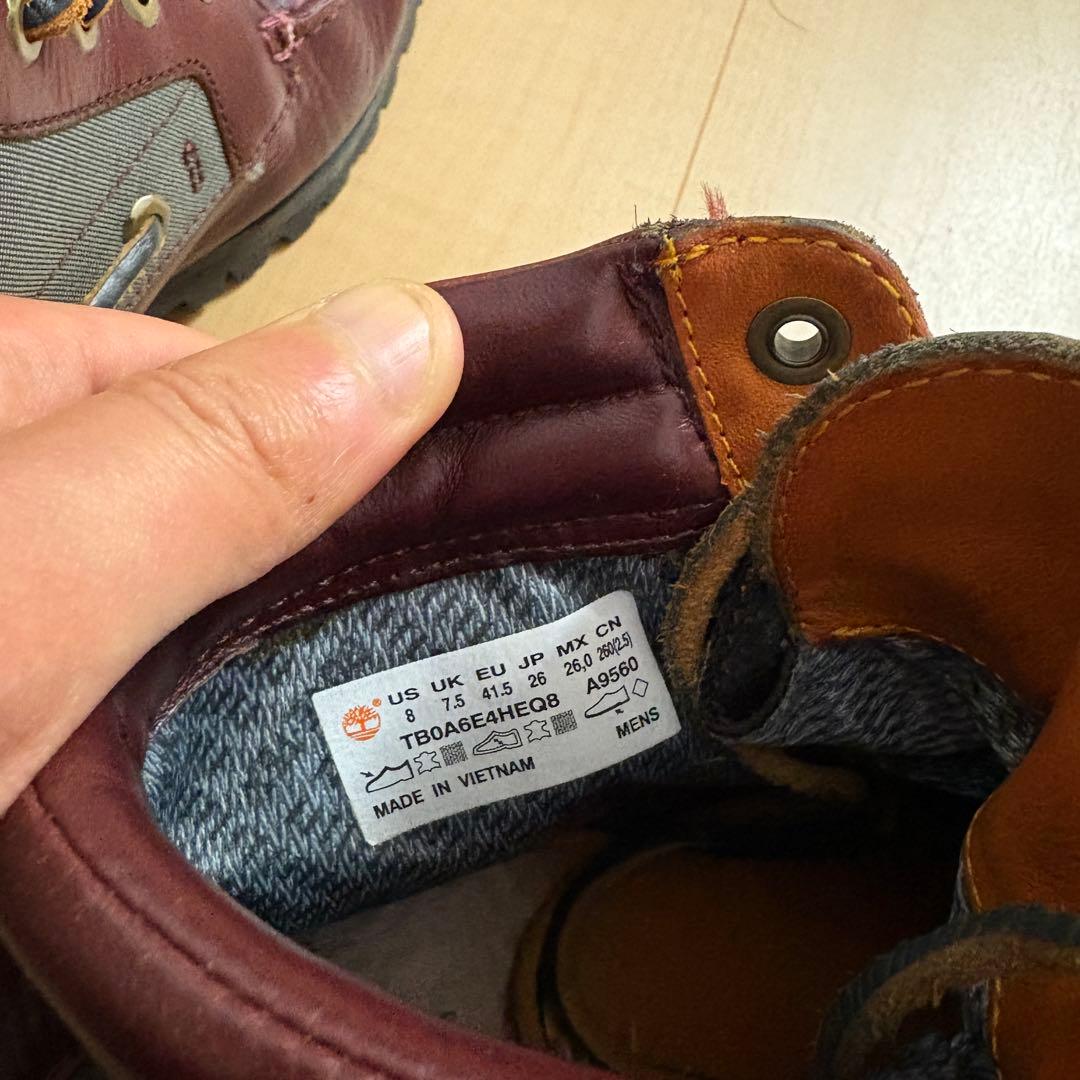 ® US UK EU JP MX CN
8 7.5 41.5 26 26,0 260(2.5)
TB0A6E4HEQ8 A9560
MENS
MADE IN VIETNAM